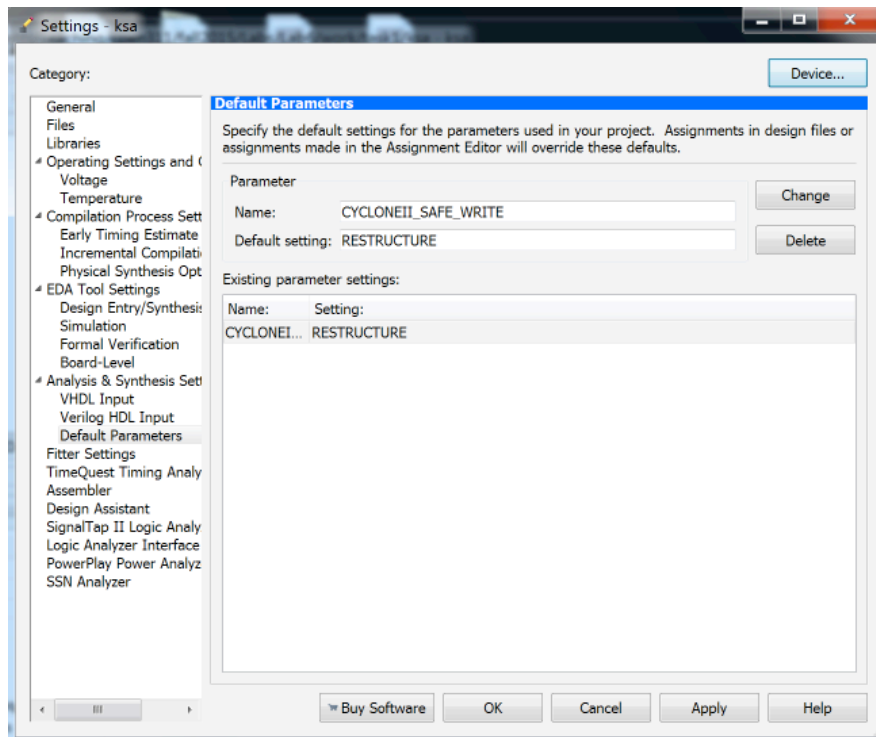 Settings - ksa
Category:
Device...
General
Files
Libraries
Operating Settings and (
Voltage
Temperature
Compilation Process Sett
Early Timing Estimate
Incremental Compilati
Physical Synthesis Opt
EDA Tool Settings
Design Entry/Synthesis
Simulation
Formal Verification
Board-Level
Analysis & Synthesis Sett
VHDL Input
Verilog HDL Input
Default Parameters
Fitter Settings
TimeQuest Timing Analy
Assembler
Design Assistant
SignalTap II Logic Analy
Logic Analyzer Interface
PowerPlay Power Analyz
SSN Analyzer
Default Parameters
Specify the default settings for the parameters used in your project. Assignments in design files or
assignments made in the Assignment Editor will override these defaults.
Parameter
Name: CYCLONEII_SAFE_WRITE
Default setting: RESTRUCTURE
Change
Delete
Existing parameter settings:
Name: Setting:
CYCLONEI... RESTRUCTURE
Buy Software OK Cancel Apply Help